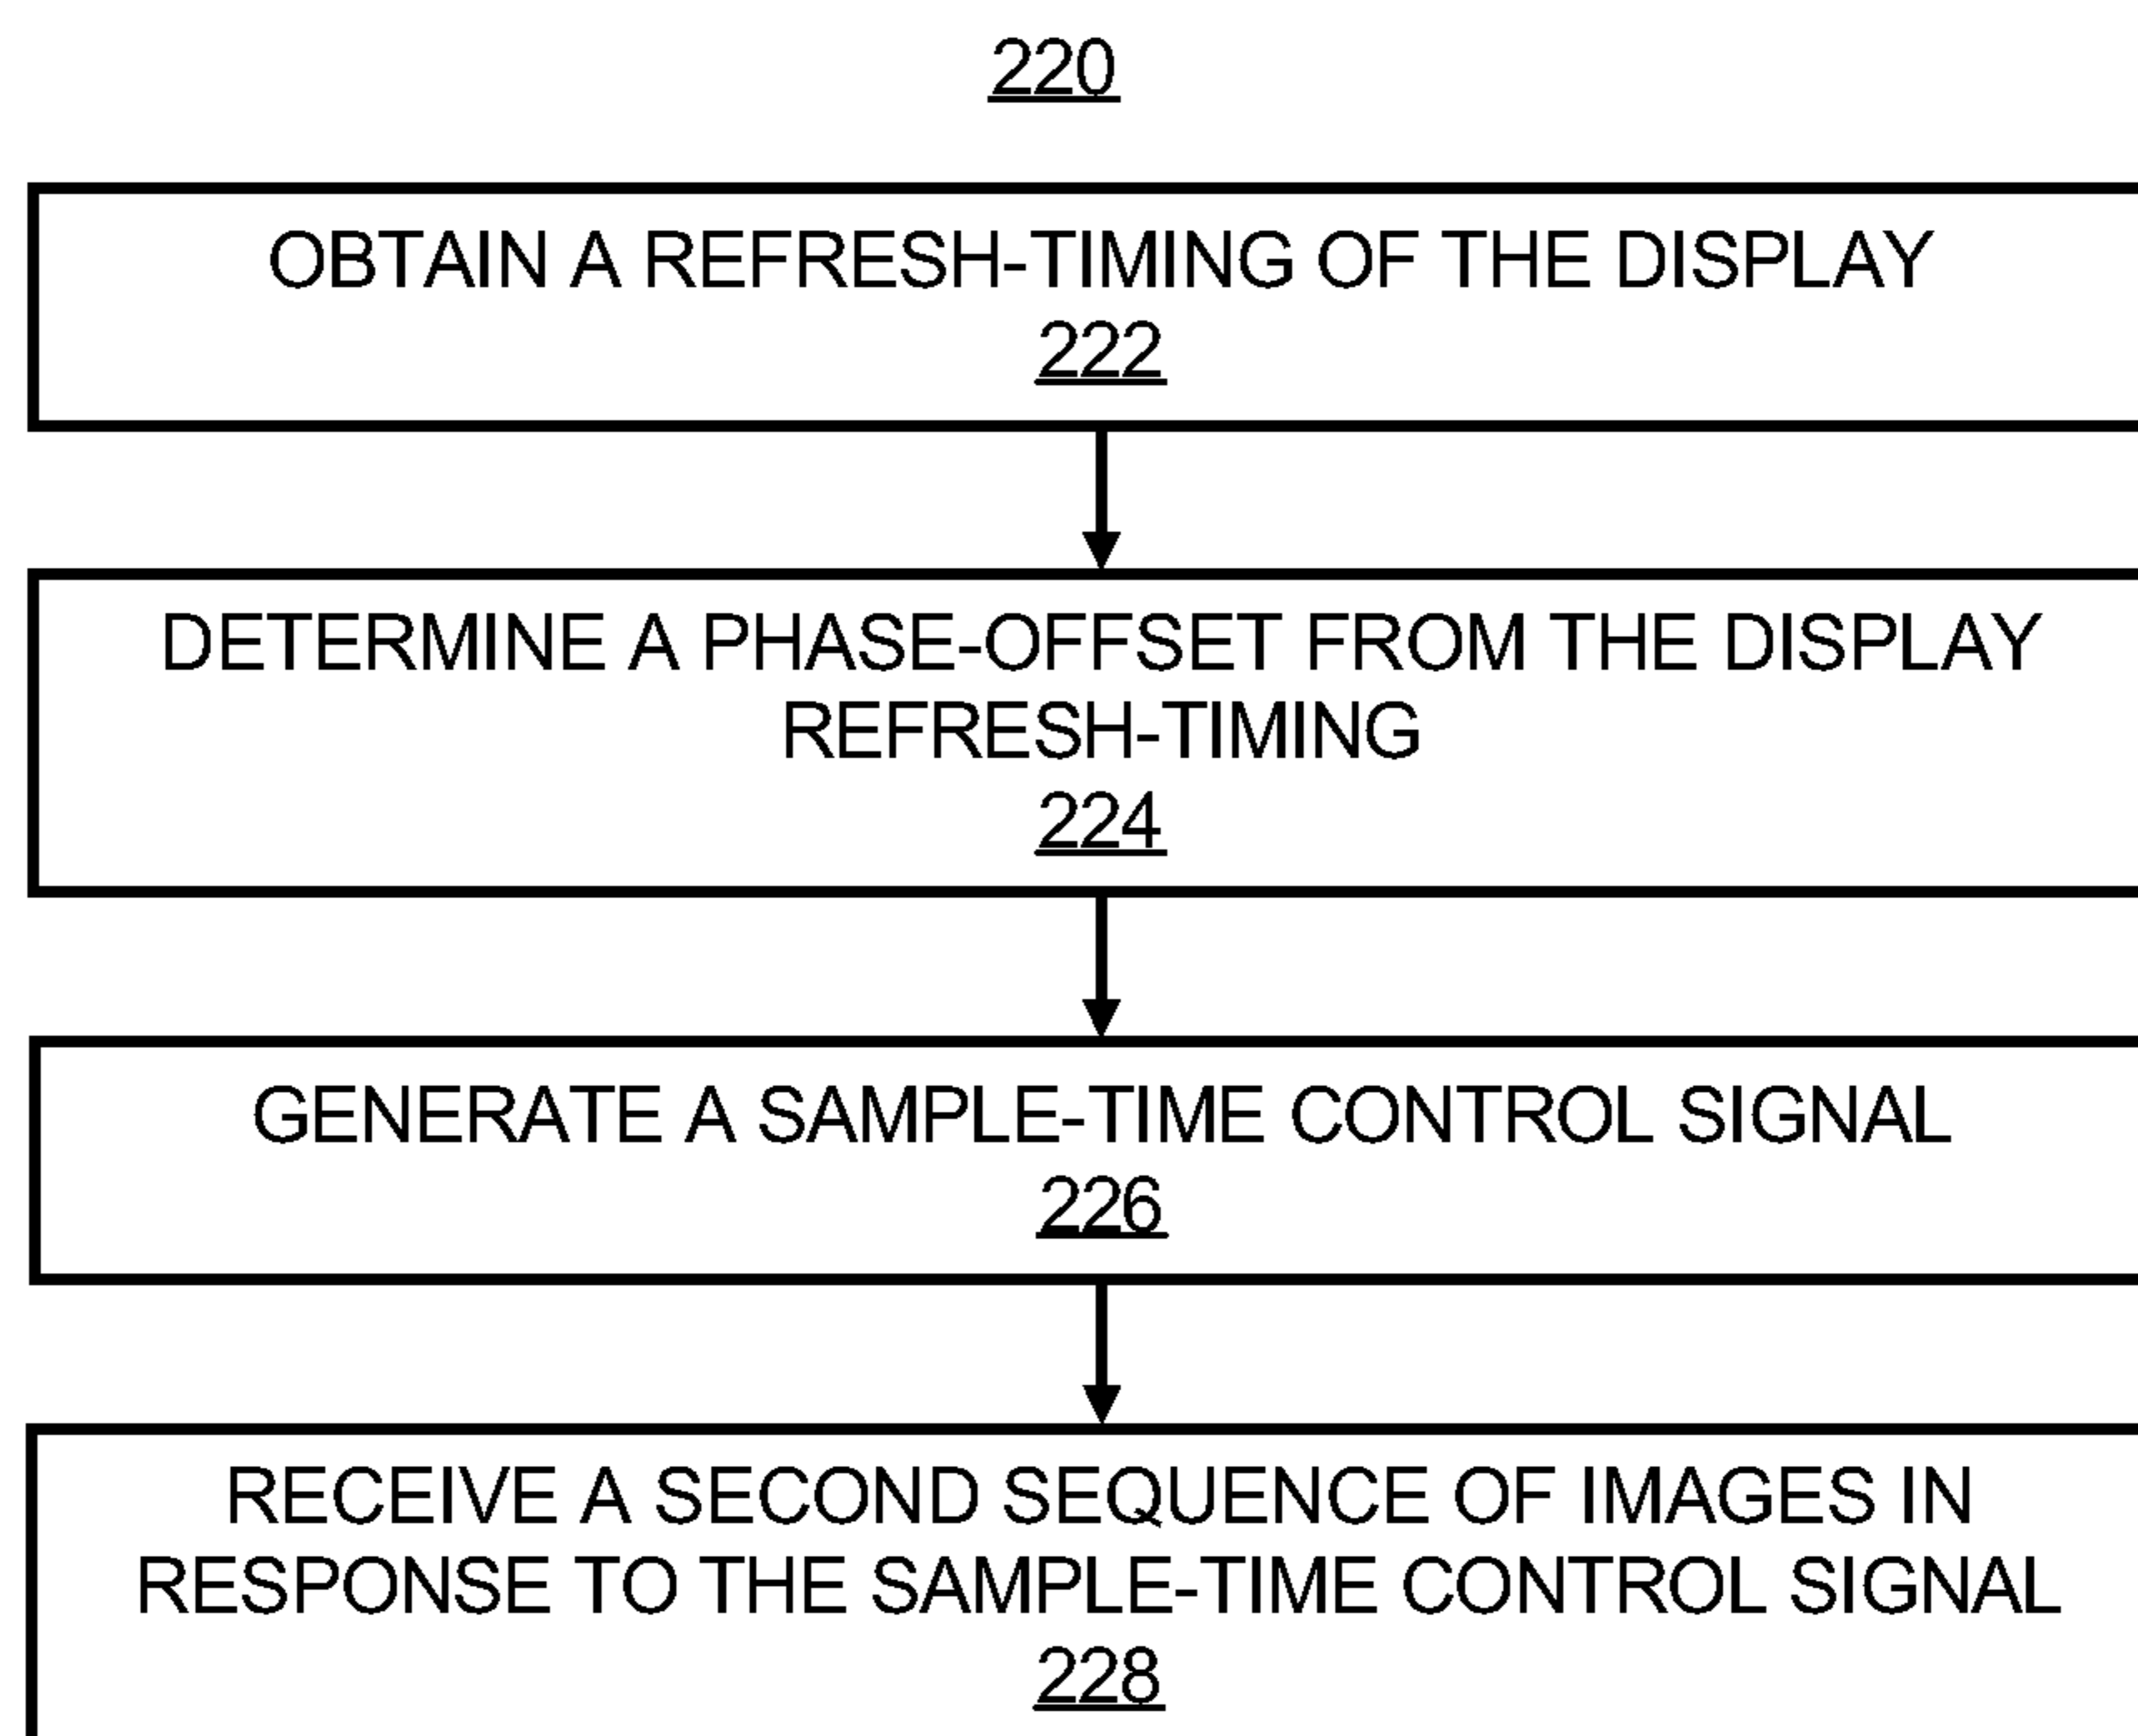 220
OBTAIN A REFRESH-TIMING OF THE DISPLAY
222
DETERMINE A PHASE-OFFSET FROM THE DISPLAY
REFRESH-TIMING
224
GENERATE A SAMPLE-TIME CONTROL SIGNAL
226
RECEIVE A SECOND SEQUENCE OF IMAGES IN
RESPONSE TO THE SAMPLE-TIME CONTROL SIGNAL
228